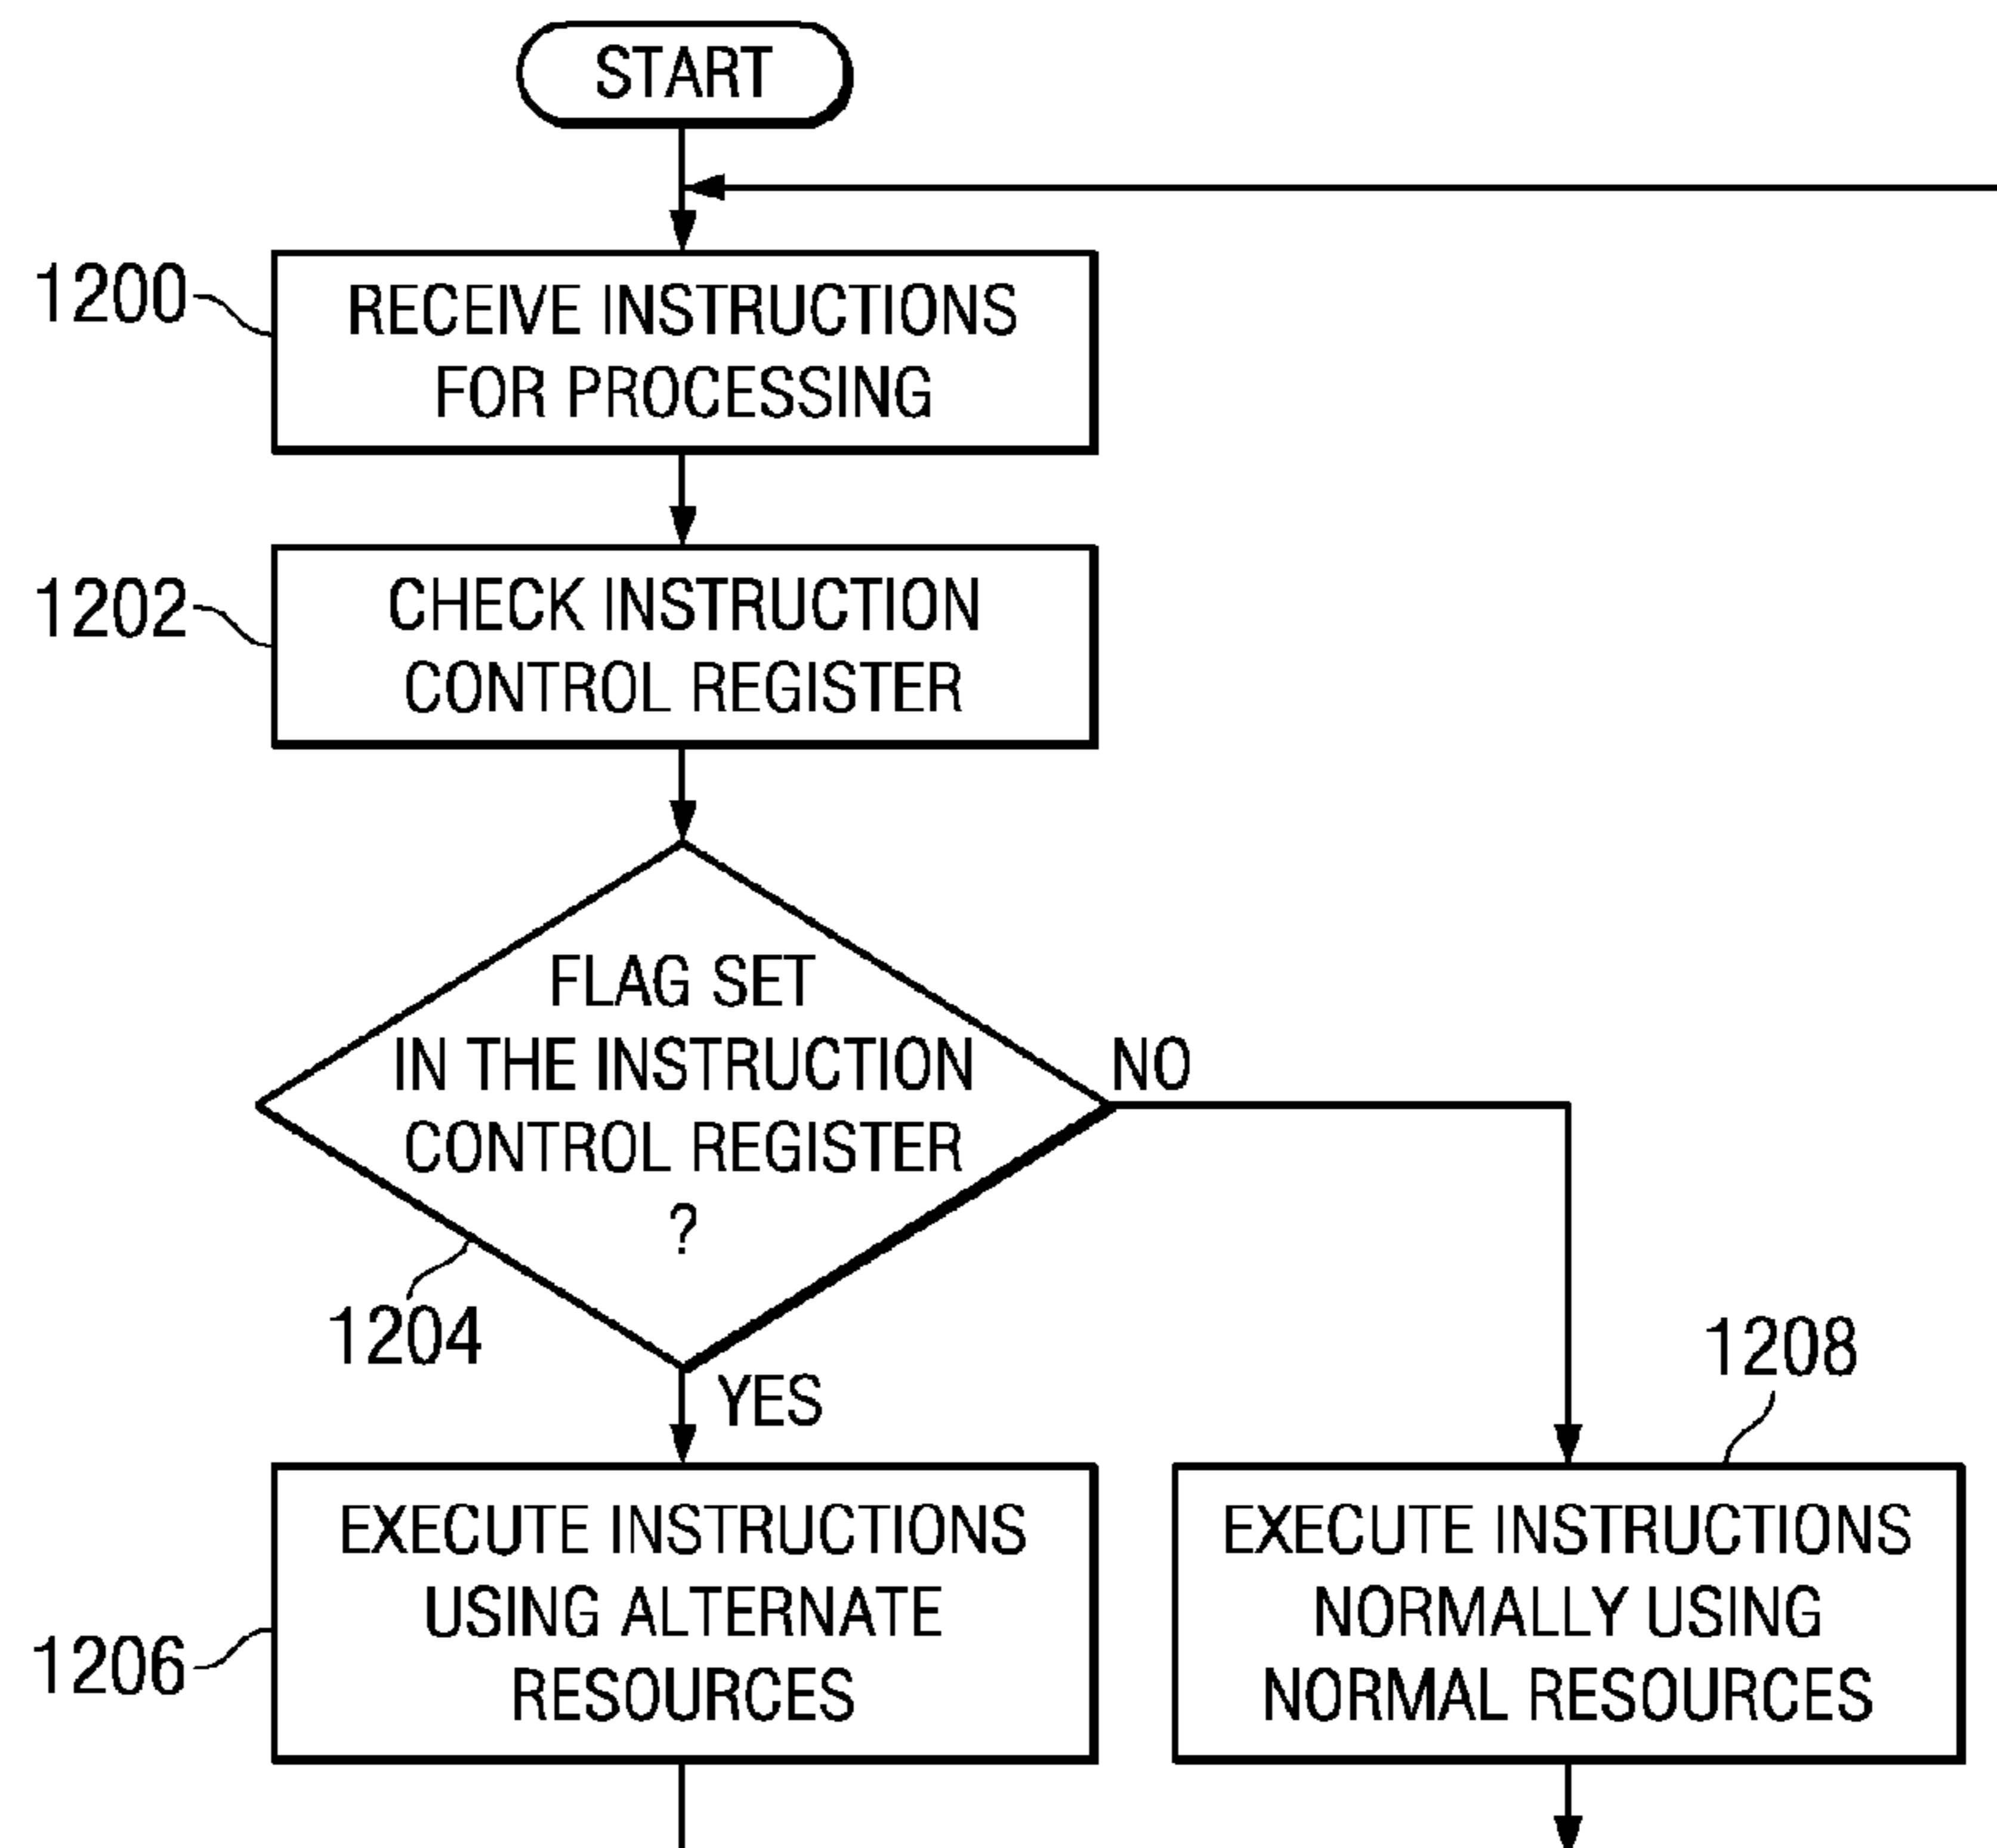 START
1200
RECEIVE INSTRUCTIONS
FOR PROCESSING
1202
CHECK INSTRUCTION
CONTROL REGISTER
FLAG SET
IN THE INSTRUCTION
CONTROL REGISTER
?
NO
1204
YES
1208
1206
EXECUTE INSTRUCTIONS
USING ALTERNATE
RESOURCES
EXECUTE INSTRUCTIONS
NORMALLY USING
NORMAL RESOURCES